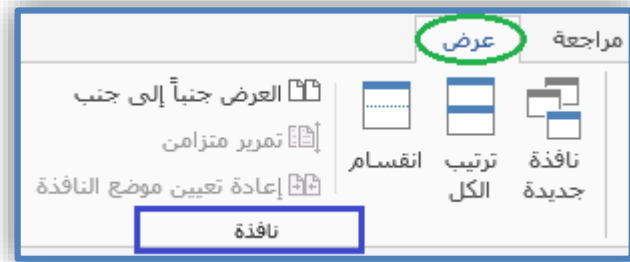 مراجعة
عرض
نافذة
جديدة
ترتيب
الكل
انقسام
العرض جنباً إلى جنب
تمرير متزامن
إعادة تعيين موضع النافذة
نافذة